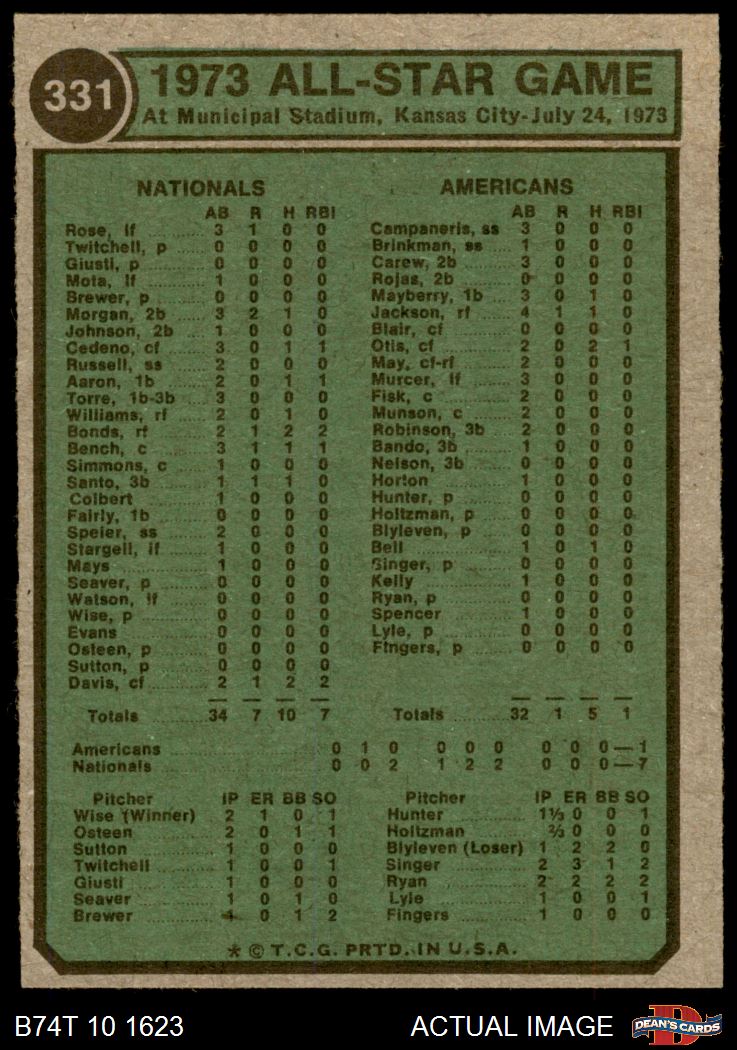 331
1973 ALL-STAR GAME
At Municipal Stadium, Kansas City-July 24, 1973
NATIONALS
AB R H RBI
Rose, lf 3 1 0 0
Twitchell, p 0 0 0 0
Giusti, p 0 0 0 0
Mota, lf 1 0 0 0
Brewer, p 0 0 0 0
Morgan, 2b 3 2 1 0
Johnson, 2b 1 0 0 0
Cedeno, cf 3 0 1 1
Russell, ss 2 0 0 0
Aaron, 1b 2 0 1 1
Torre, 1b-3b 3 0 0 0
Williams, rf 2 0 1 0
Bonds, rf 2 1 2 2
Bench, c 3 1 1 1
Simmons, c 1 0 0 0
Santo, 3b 1 1 1 0
Colbert 1 0 0 0
Fairly, 1b 0 0 0 0
Speier, ss 2 0 0 0
Stargell, lf 1 0 0 0
Mays 1 0 0 0
Seaver, p 0 0 0 0
Watson, lf 0 0 0 0
Wise, p 0 0 0 0
Evans 0 0 0 0
Osteen, p 0 0 0 0
Sutton, p 0 0 0 0
Davis, cf 2 1 2 2
Totals 34 7 10 7
AMERICANS
AB R H RBI
Campaneris, ss 3 0 0 0
Brinkman, ss 1 0 0 0
Carew, 2b 3 0 0 0
Rojas, 2b 0 0 0 0
Mayberry, 1b 3 0 1 0
Jackson, rf 4 1 1 0
Blair, cf 0 0 0 0
Otis, cf 2 0 2 1
May, cf-rf 2 0 0 0
Murcer, lf 3 0 0 0
Fisk, c 2 0 0 0
Munson, c 2 0 0 0
Robinson, 3b 2 0 0 0
Bando, 3b 1 0 0 0
Nelson, 3b 0 0 0 0
Horton 1 0 0 0
Hunter, p 0 0 0 0
Holtzman, p 0 0 0 0
Blyleven, p 0 0 0 0
Bell 1 0 1 0
Singer, p 0 0 0 0
Kelly 1 0 0 0
Ryan, p 0 0 0 0
Spencer 1 0 0 0
Lyle, p 0 0 0 0
Fingers, p 0 0 0 0
Totals 32 1 5 1
Americans 0 1 0 0 0 0 0 0 0—1
Nationals 0 0 2 1 2 2 0 0 0—7
Pitcher IP ER BB SO
Wise (Winner) 2 1 0 1
Osteen 2 0 1 1
Sutton 1 0 0 0
Twitchell 1 0 0 1
Giusti 1 0 0 0
Seaver 1 0 1 0
Brewer 1 0 1 2
Pitcher IP ER BB SO
Hunter 1⅓ 0 0 1
Holtzman ⅔ 0 0 0
Blyleven (Loser) 1 2 2 0
Singer 2 3 1 2
Ryan 2 2 2 2
Lyle 1 0 0 1
Fingers 1 0 0 0
* © T.C.G. PRTD. IN U.S.A.
B74T 10 1623
ACTUAL IMAGE
DEAN'S CARDS